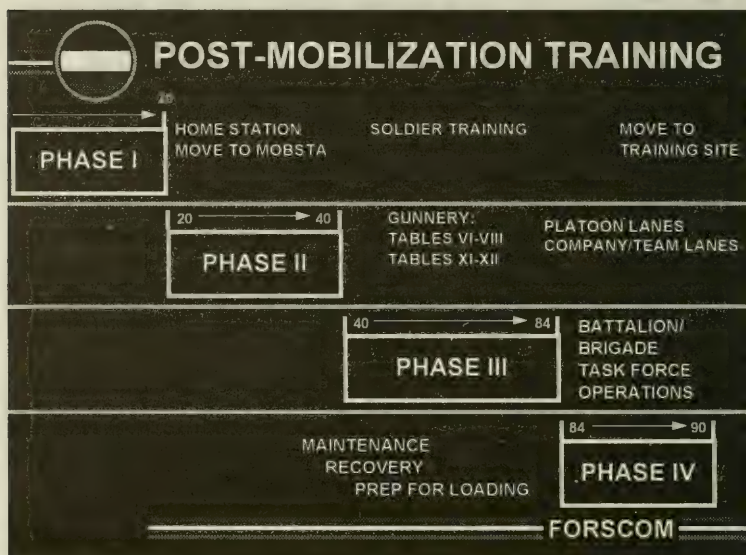 POST-MOBILIZATION TRAINING
20
PHASE I
HOME STATION
MOVE TO MOBSTA
SOLDIER TRAINING
MOVE TO
TRAINING SITE
20 40
PHASE II
GUNNERY:
TABLES VI-VIII
TABLES XI-XII
PLATOON LANES
COMPANY/TEAM LANES
40 84
PHASE III
BATTALION/
BRIGADE
TASK FORCE
OPERATIONS
MAINTENANCE
RECOVERY
PREP FOR LOADING
84 90
PHASE IV
FORSCOM